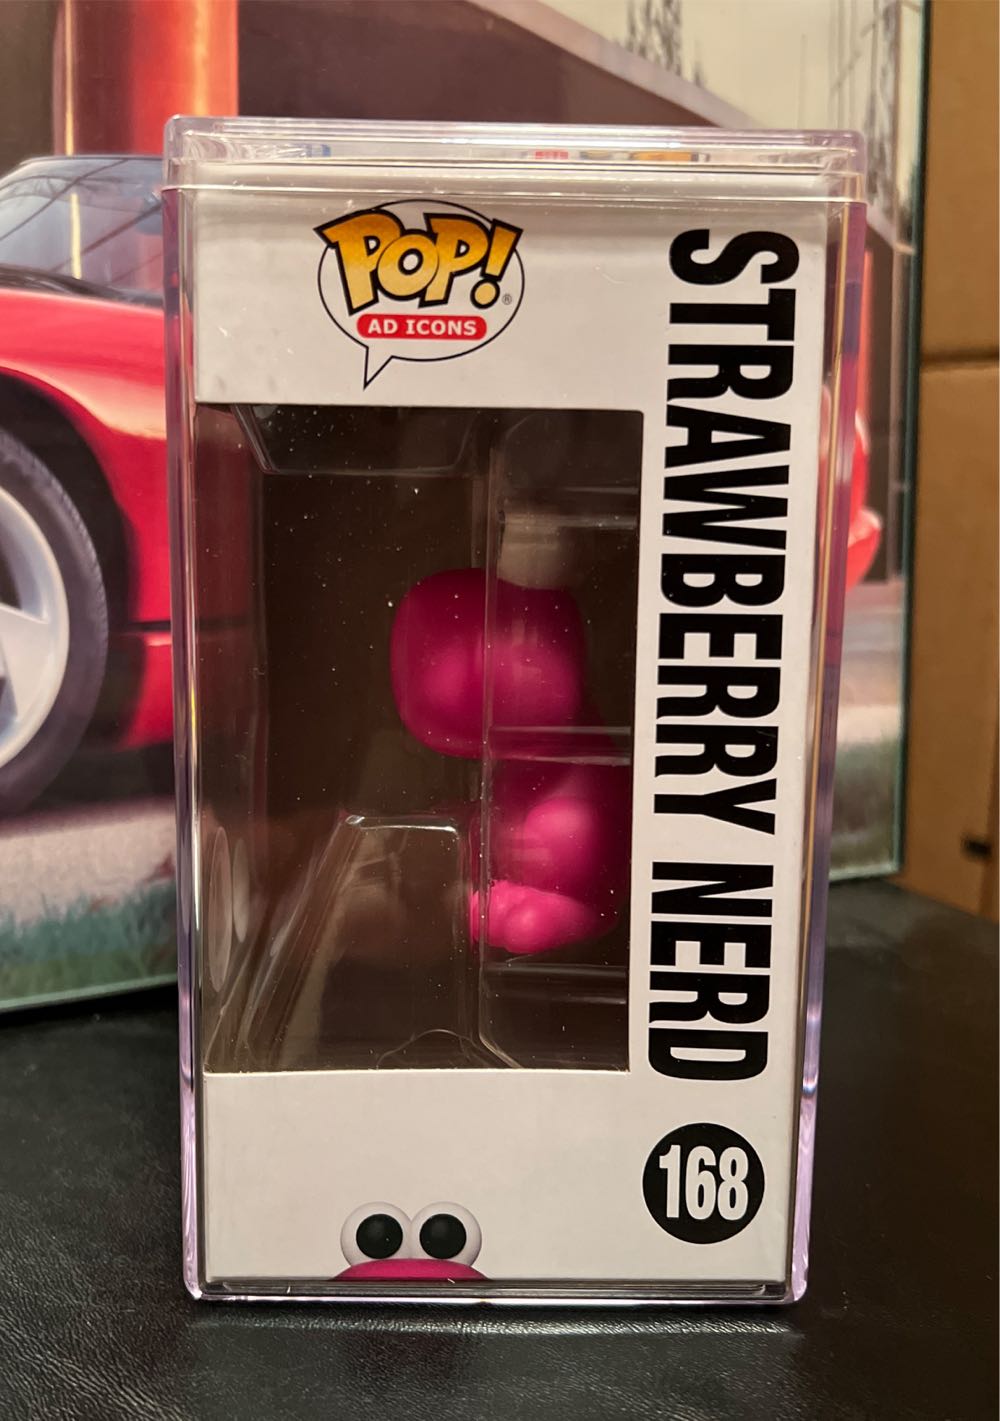 POP!
®
AD ICONS
STRAWBERRY NERD
168